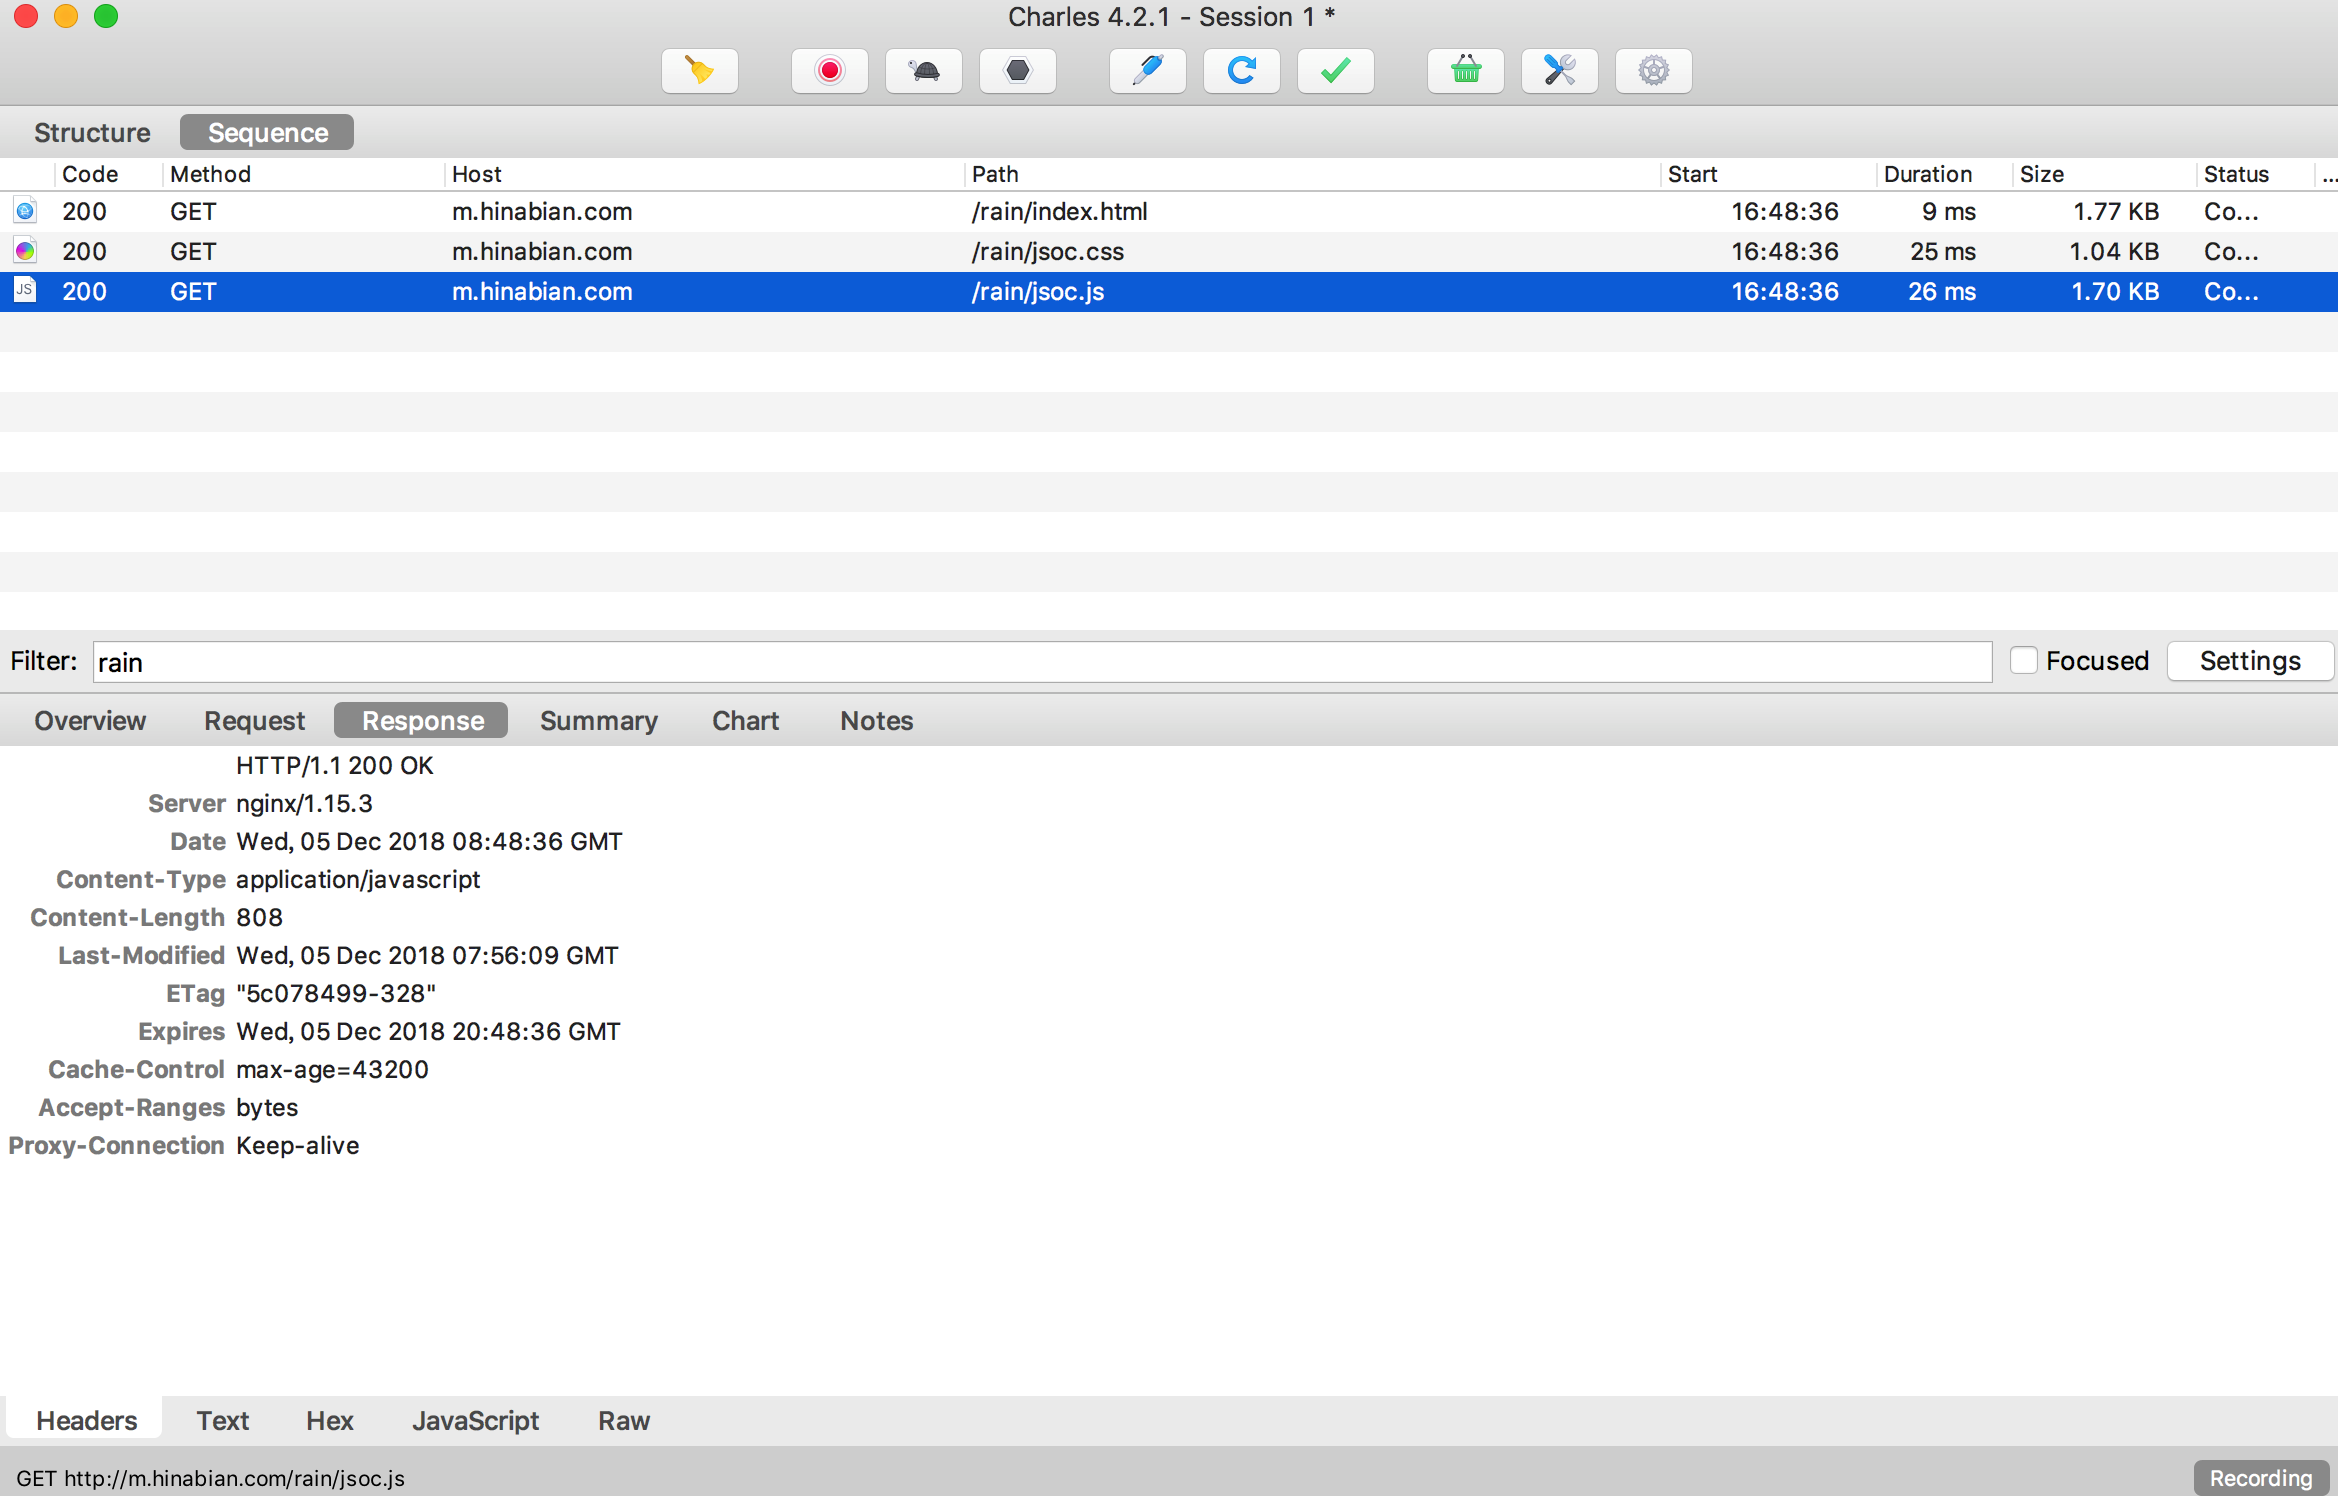 Charles 4.2.1 - Session 1 *
Structure Sequence
Code Method Host Path Start Duration Size Status ...
200 GET m.hinabian.com /rain/index.html 16:48:36 9 ms 1.77 KB Co...
200 GET m.hinabian.com /rain/jsoc.css 16:48:36 25 ms 1.04 KB Co...
JS 200 GET m.hinabian.com /rain/jsoc.js 16:48:36 26 ms 1.70 KB Co...
Filter: rain Focused Settings
Overview Request Response Summary Chart Notes
HTTP/1.1 200 OK
Server nginx/1.15.3
Date Wed, 05 Dec 2018 08:48:36 GMT
Content-Type application/javascript
Content-Length 808
Last-Modified Wed, 05 Dec 2018 07:56:09 GMT
ETag "5c078499-328"
Expires Wed, 05 Dec 2018 20:48:36 GMT
Cache-Control max-age=43200
Accept-Ranges bytes
Proxy-Connection Keep-alive
Headers Text Hex JavaScript Raw
GET http://m.hinabian.com/rain/jsoc.js Recording